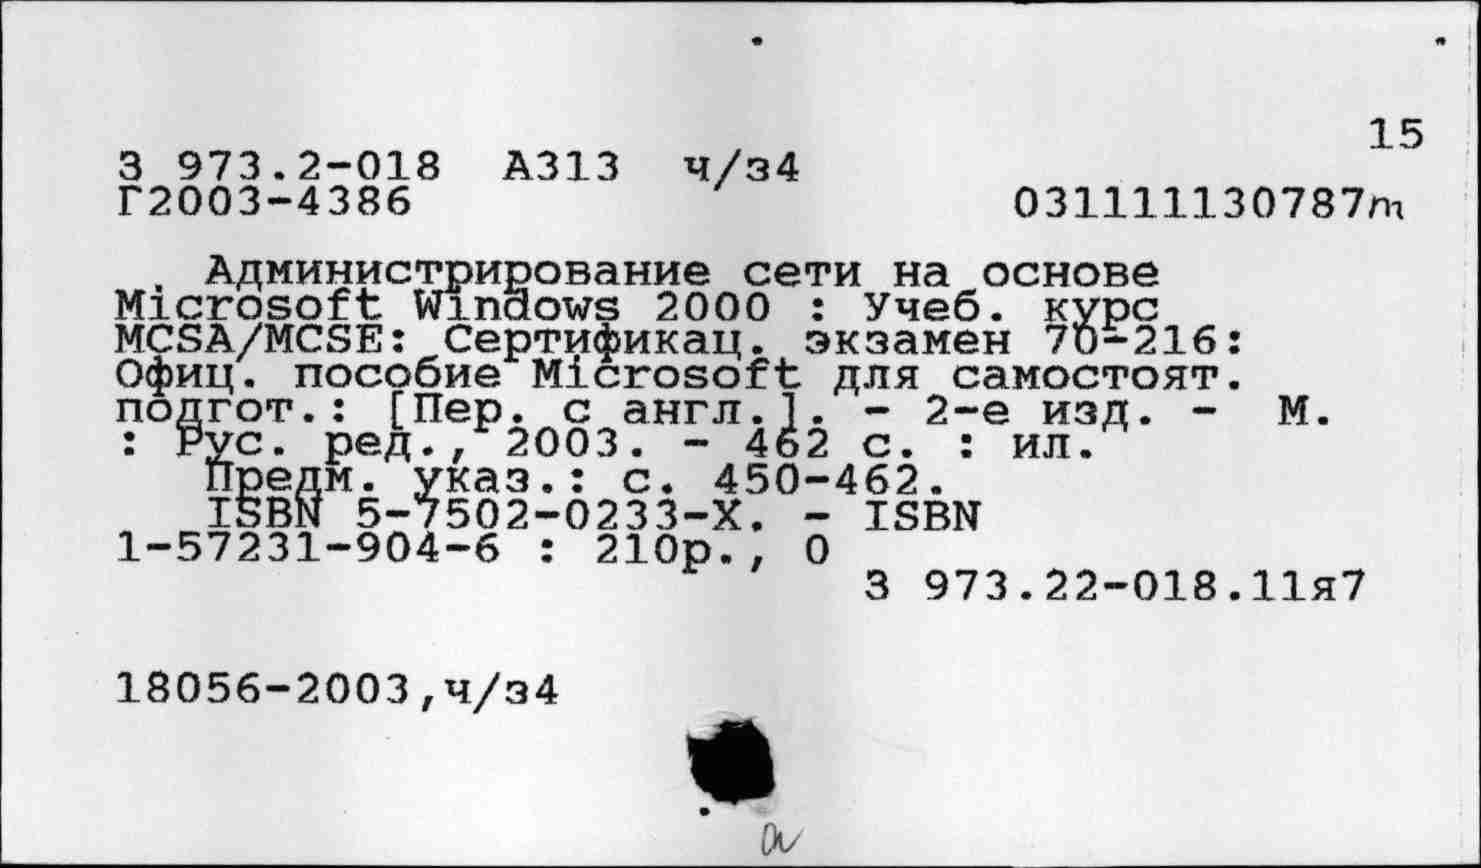 15
З 973.2-018 А313 ч/з4
Г2003-4386 031111130787m
. Администрирование сети на основе
Microsoft Windows 2000 : Учеб. курс
MCSA/MCSE: Сертификац. экзамен 70-216:
Офиц. пособие Microsoft для самостоят.
подгот.: [Пер. с англ.]. - 2-е изд. - М.
: Рус. ред., 2003. - 462 с. : ил.
Предм. указ.: с. 450-462.
ISBN 5-7502-0233-X. - ISBN
1-57231-904-6 : 210р., 0
З 973.22-018.11я7
18056-2003,ч/з4